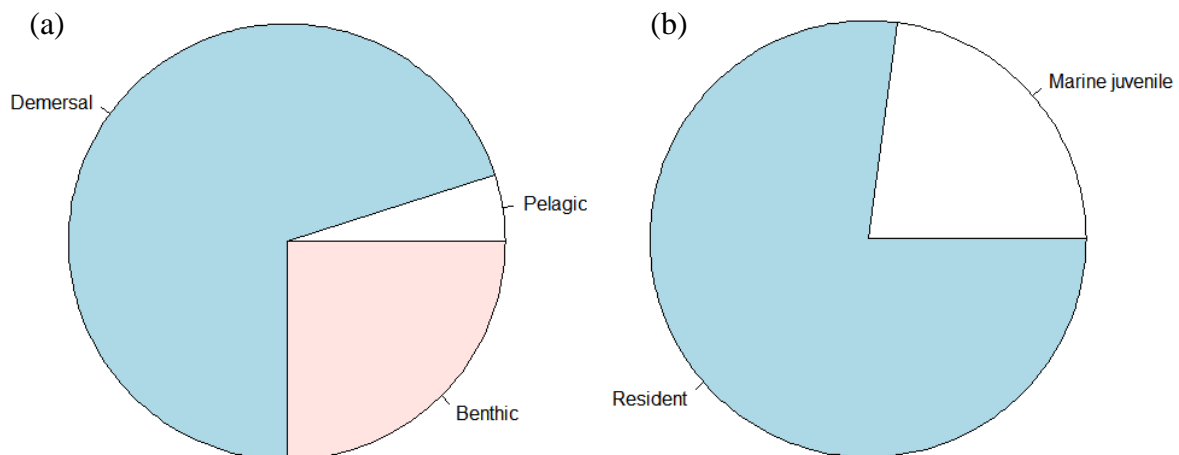 (a)
Demersal
Pelagic
Benthic
(b)
Marine juvenile
Resident